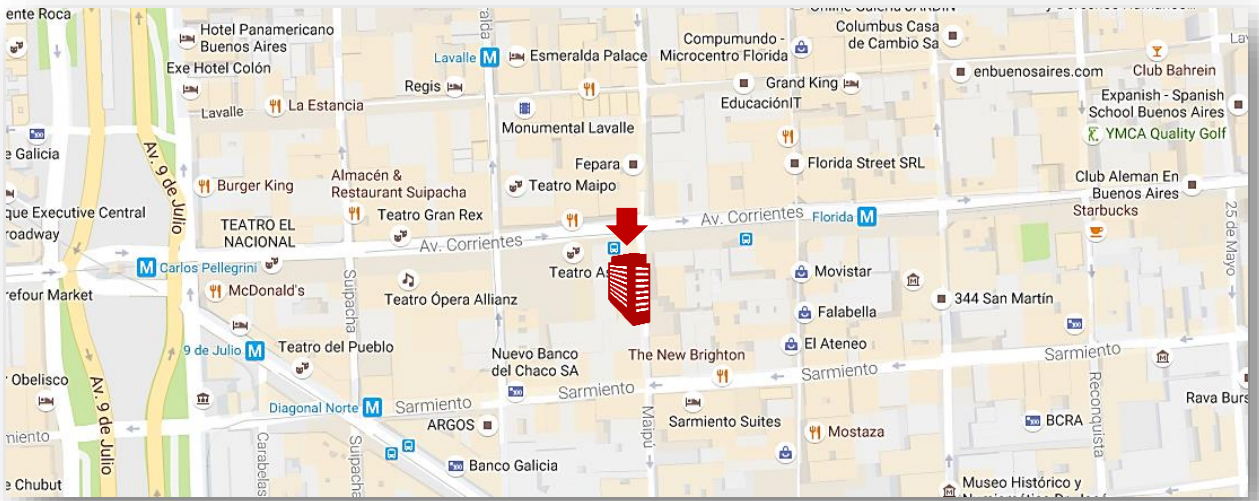 ente Roca
Hotel Panamericano
Buenos Aires
Exe Hotel Colón
Lavalle
La Estancia
Lavalle M
Esmeralda Palace
Regis
Monumental Lavalle
Compumundo -
Microcentro Florida
Columbus Casa
de Cambio Sa
Grand King
EducaciónIT
enbuenosaires.com
Club Bahrein
Expanish - Spanish
School Buenos Aires
YMCA Quality Golf
e Galicia
Av. 9 de Julio
Burger King
Almacén &
Restaurant Suipacha
Fepara
Teatro Maipo
Florida Street SRL
Club Aleman En
Buenos Aires
Starbucks
que Executive Central
roadway
TEATRO EL
NACIONAL
Teatro Gran Rex
Av. Corrientes
Av. Corrientes
Florida M
25 de Mayo
M Carlos Pellegrini
McDonald's
refour Market
Suipacha
Teatro Ópera Allianz
Teatro As
Movistar
Falabella
344 San Martín
El Ateneo
9 de Julio M
Teatro del Pueblo
Nuevo Banco
del Chaco SA
The New Brighton
Sarmiento
Sarmiento
Sarmiento
Sarmiento
Obelisco
Av. 9 de Julio
Diagonal Norte M
ARGOS
Maipú
Sarmiento Suites
Mostaza
BCRA
Reconquista
Rava Burs
miento
Carabelas
Suipacha
Banco Galicia
e Chubut
Museo Histórico y